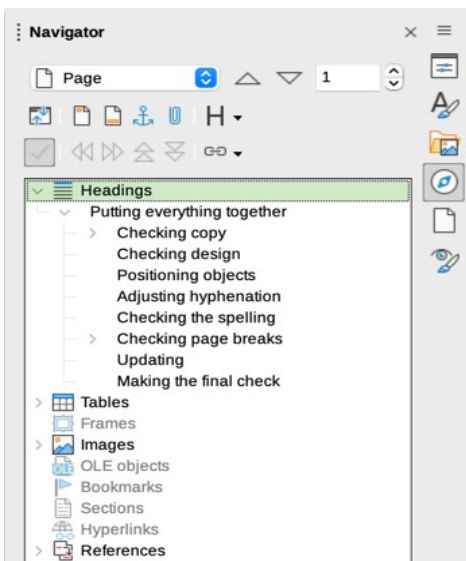 Navigator
Page 1
H
Headings
Putting everything together
Checking copy
Checking design
Positioning objects
Adjusting hyphenation
Checking the spelling
Checking page breaks
Updating
Making the final check
Tables
Frames
Images
OLE OLE objects
Bookmarks
Sections
Hyperlinks
References